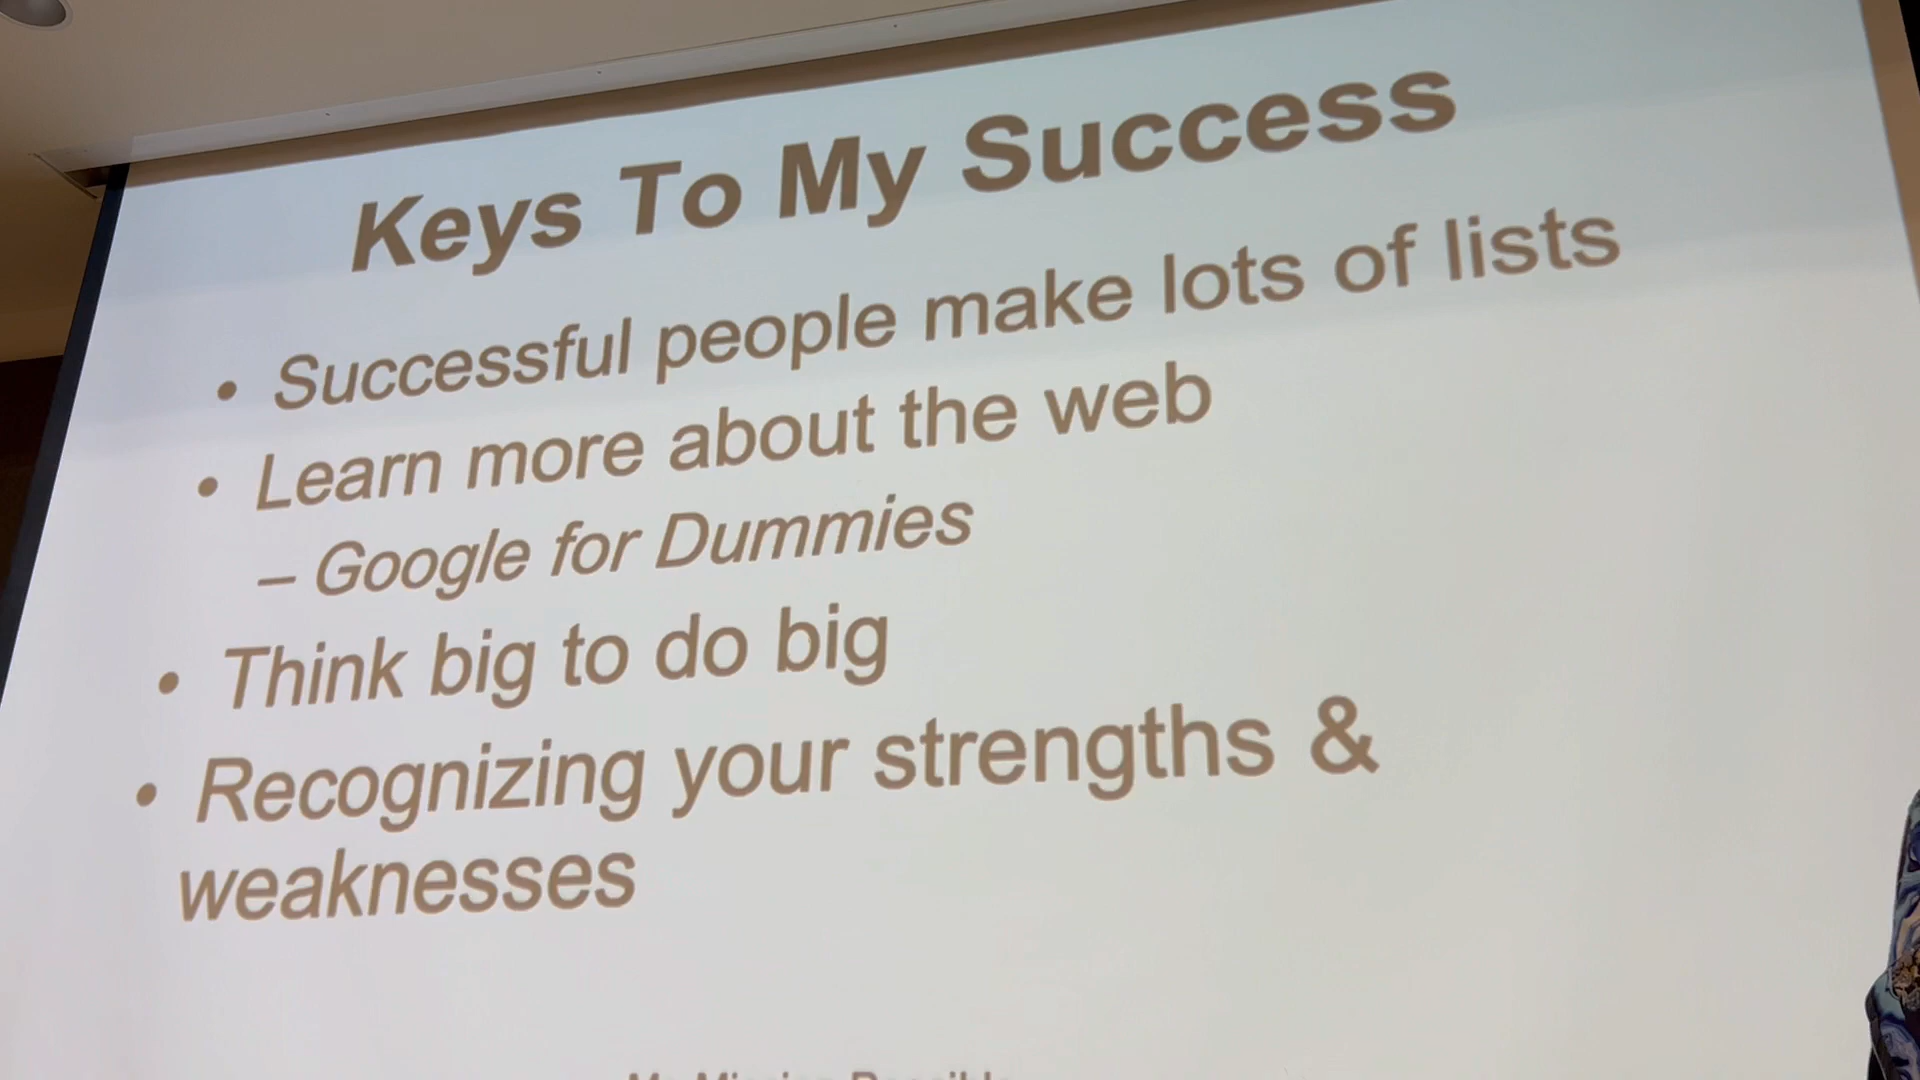 Keys To My Success
• Successful people make lots of lists
• Learn more about the web
– Google for Dummies
• Think big to do big
• Recognizing your strengths &
weaknesses